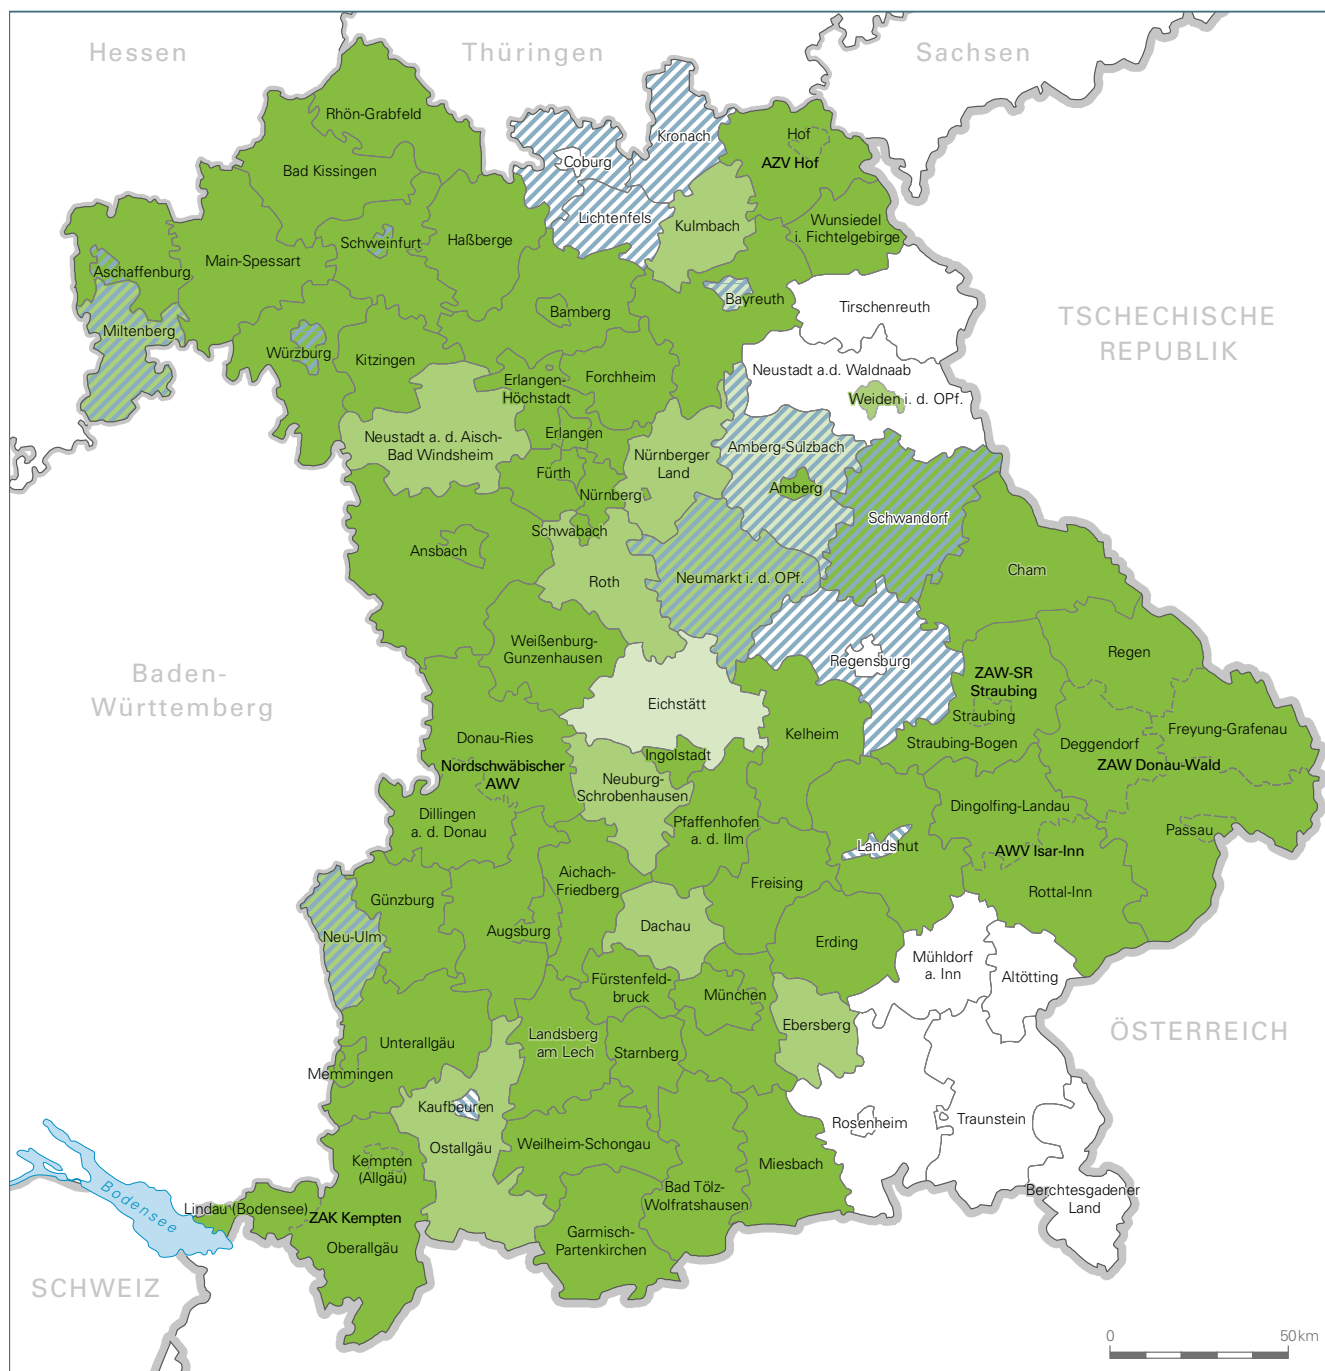 Hessen
Thüringen
Sachsen
Rhön-Grabfeld
Hof
Kronach
Coburg
AZV Hof
Bad Kissingen
Lichtenfels
Kulmbach
Wunsiedel
i. Fichtelgebirge
Schweinfurt
Haßberge
Main-Spessart
Aschaffenburg
Bayreuth
Tirschenreuth
Bamberg
TSCHECHISCHE
REPUBLIK
Miltenberg
Würzburg
Kitzingen
Neustadt a.d. Waldnaab
Forchheim
Erlangen-
Höchstadt
Weiden i. d. OPf.
Neustadt a. d. Aisch-
Bad Windsheim
Erlangen
Nürnberger
Land
Amberg-Sulzbach
Fürth
Nürnberg
Amberg
Schwandorf
Schwabach
Ansbach
Roth
Neumarkt i. d. OPf.
Cham
Weißenburg-
Gunzenhausen
Regensburg
Regen
Baden-
Württemberg
ZAW-SR
Straubing
Eichstätt
Straubing
Kelheim
Freyung-Grafenau
Donau-Ries
Straubing-Bogen
Deggendorf
Ingolstadt
ZAW Donau-Wald
Nordschwäbischer
AWV
Neuburg-
Schrobenhausen
Dingolfing-Landau
Dillingen
a. d. Donau
Pfaffenhofen
a. d. Ilm
Passau
Landshut
AWV Isar-Inn
Aichach-
Friedberg
Freising
Rottal-Inn
Günzburg
Dachau
Augsburg
Neu-Ulm
Erding
Mühldorf
a. Inn
Altötting
Fürstenfeld-
bruck
München
Ebersberg
ÖSTERREICH
Landsberg
am Lech
Unterallgäu
Starnberg
Memmingen
Kaufbeuren
Rosenheim
Traunstein
Ostallgäu
Weilheim-Schongau
Kempten
(Allgäu)
Miesbach
Bad Tölz-
Wolfratshausen
Berchtesgadener
Land
Bodensee
Lindau (Bodensee)
ZAK Kempten
Oberallgäu
Garmisch-
Partenkirchen
SCHWEIZ
0
50km